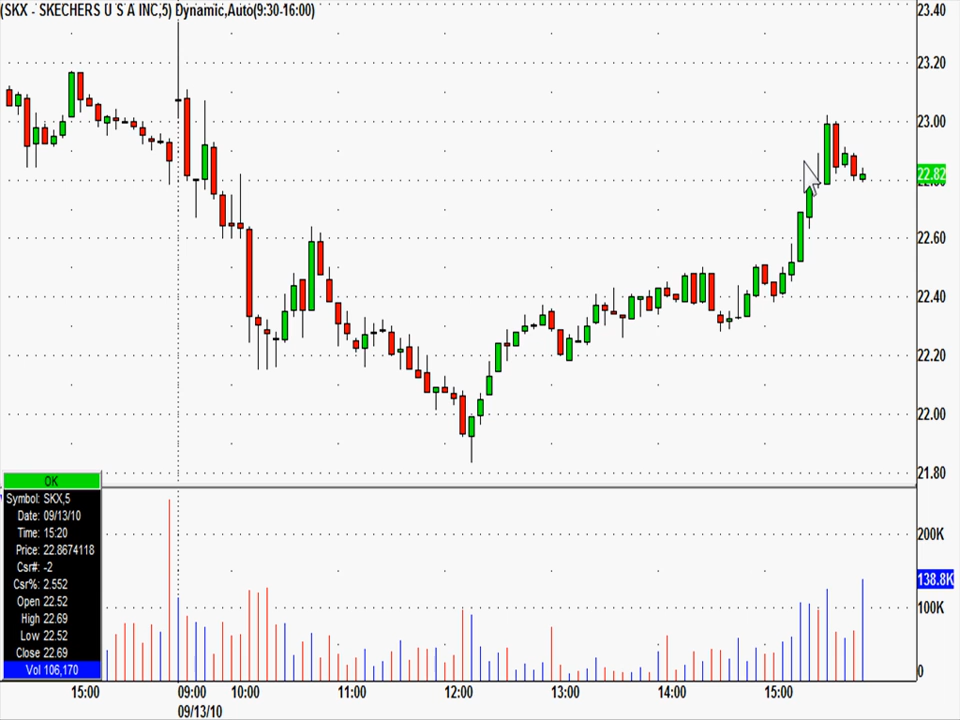 (SKX - SKECHERS U S A INC,5) Dynamic,Auto(9:30-16:00)
23.40
23.20
23.00
22.82
22.60
22.40
22.20
22.00
21.80
OK
Symbol: SKX,5
Date: 09/13/10
Time: 15:20
Price: 22.8674118
Csr#: -2
Csr%: 2.552
Open 22.52
High 22.69
Low 22.52
Close 22.69
Vol 106,170
200K
138.8K
100K
0
15:00 09:00 10:00 11:00 12:00 13:00 14:00 15:00
09/13/10